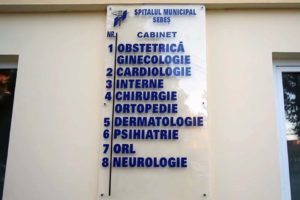 SPITALUL MUNICIPAL
SEBEȘ
NR. CABINET
1 OBSTETRICĂ
GINECOLOGIE
2 CARDIOLOGIE
3 INTERNE
4 CHIRURGIE
ORTOPEDIE
5 DERMATOLOGIE
6 PSIHIATRIE
7 ORL
8 NEUROLOGIE